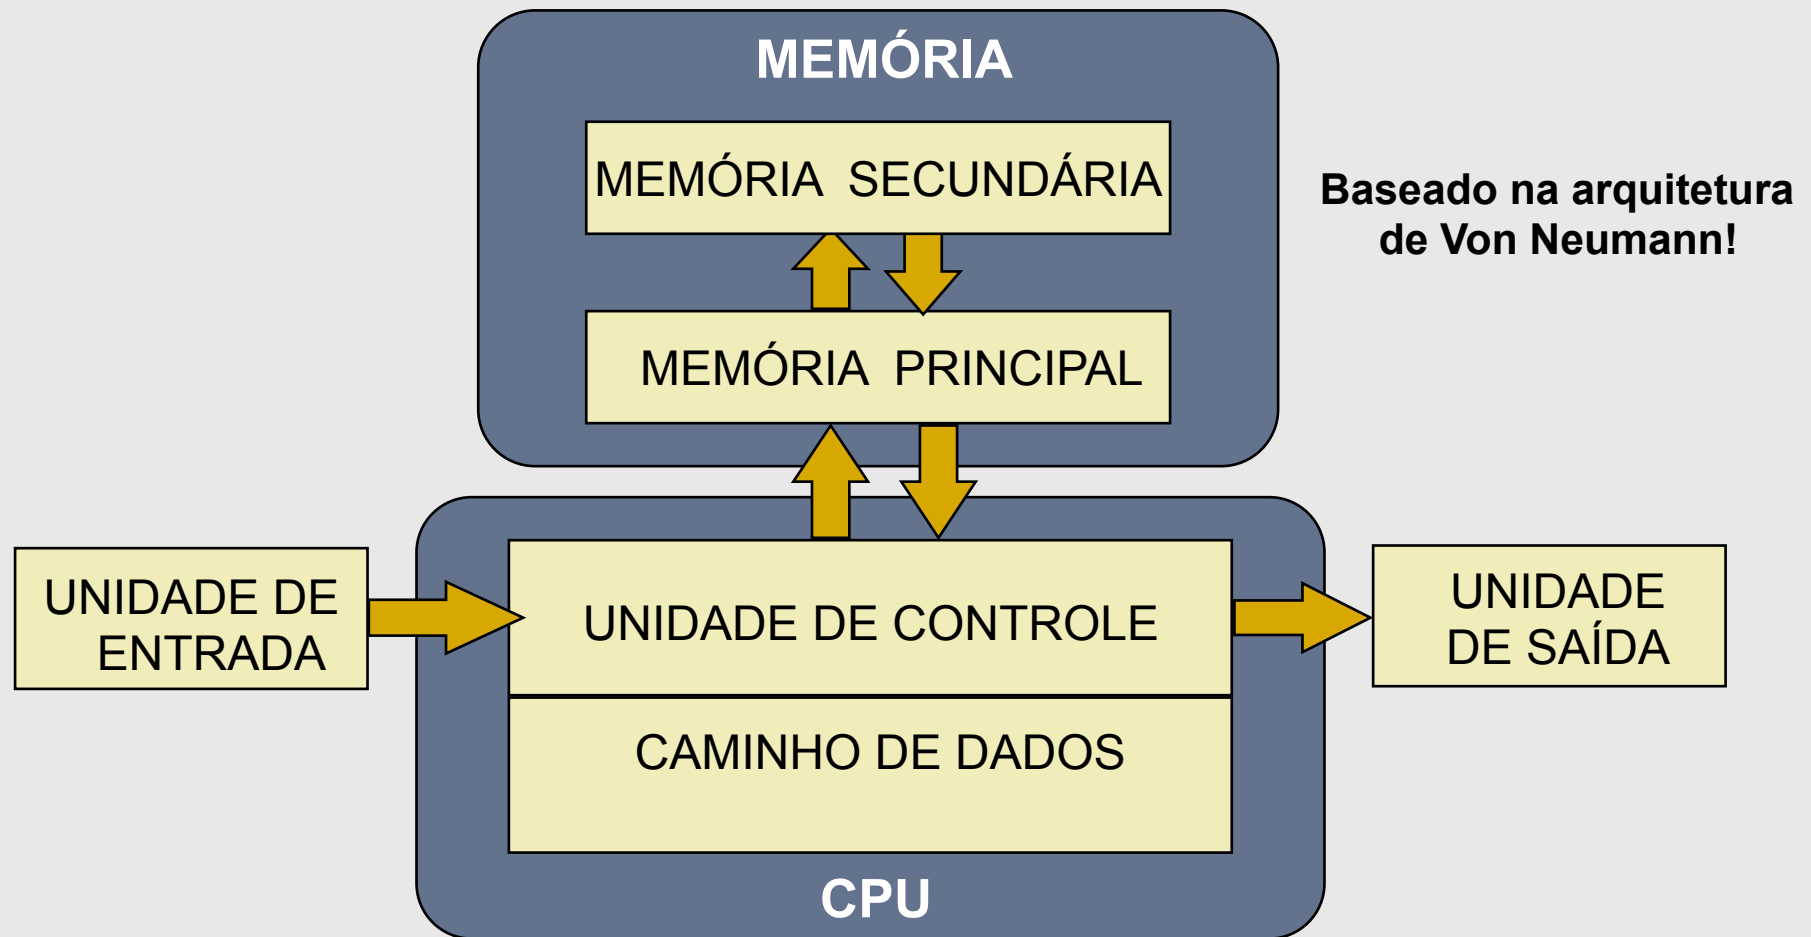 MEMÓRIA
MEMÓRIA SECUNDÁRIA
Baseado na arquitetura
de Von Neumann!
MEMÓRIA PRINCIPAL
UNIDADE DE
ENTRADA
UNIDADE DE CONTROLE
UNIDADE
DE SAÍDA
CAMINHO DE DADOS
CPU